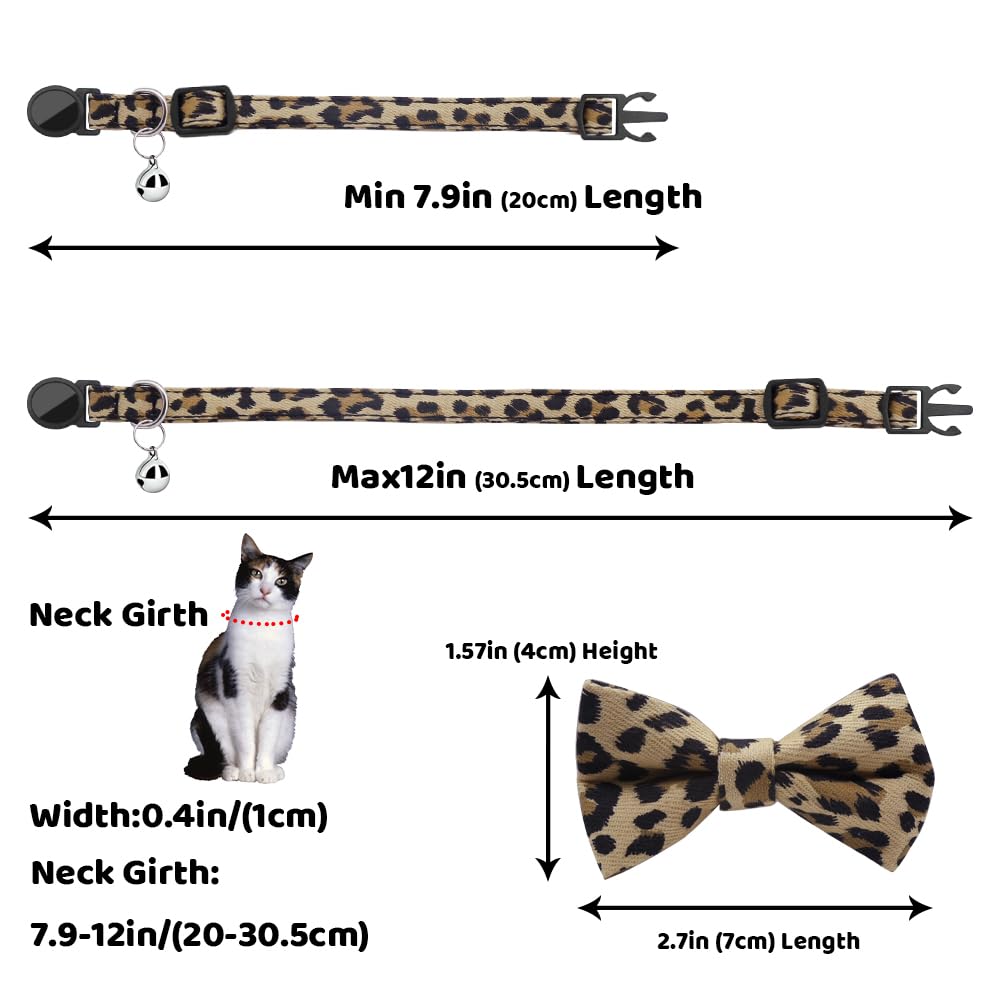 Min 7.9in (20cm) Length
Max12in (30.5cm) Length
Neck Girth
1.57in (4cm) Height
Width:0.4in/(1cm)
Neck Girth:
7.9-12in/(20-30.5cm)
2.7in (7cm) Length